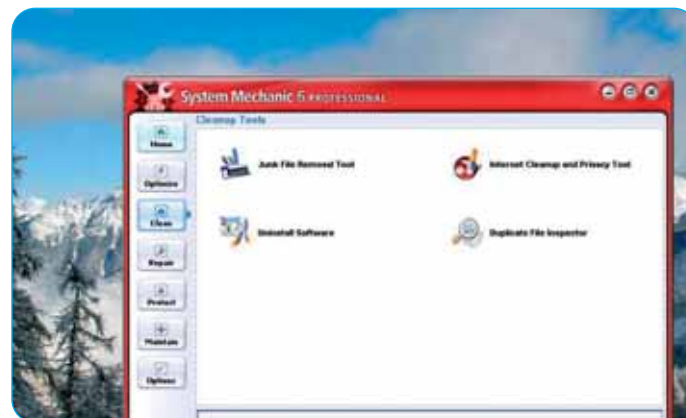 System Mechanic 6 PROFESSIONAL
Cleanup Tools
Home
Optimize
Clean
Repair
Protect
Maintain
Options
Junk File Removal Tool
Internet Cleanup and Privacy Tool
Uninstall Software
Duplicate File Inspector